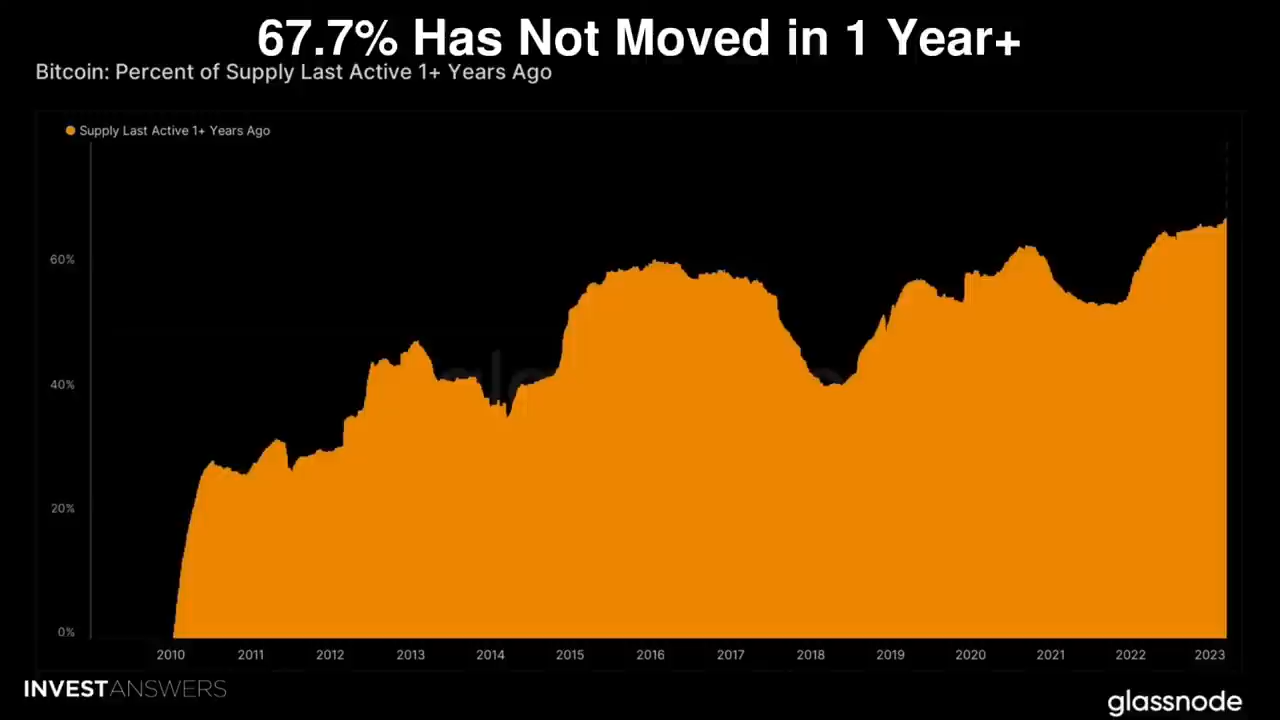 67.7% Has Not Moved in 1 Year+
Bitcoin: Percent of Supply Last Active 1+ Years Ago
Supply Last Active 1+ Years Ago
60%
40%
20%
0%
2010 2011 2012 2013 2014 2015 2016 2017 2018 2019 2020 2021 2022 2023
INVESTANSWERS
glassnode